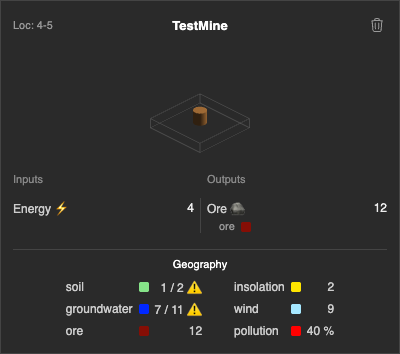 Loc: 4-5
TestMine
Inputs
Outputs
Energy ⚡ 4
Ore 12
ore
Geography
soil 1 / 2 ⚠️
insolation 2
groundwater 7 / 11 ⚠️
wind 9
ore 12
pollution 40 %